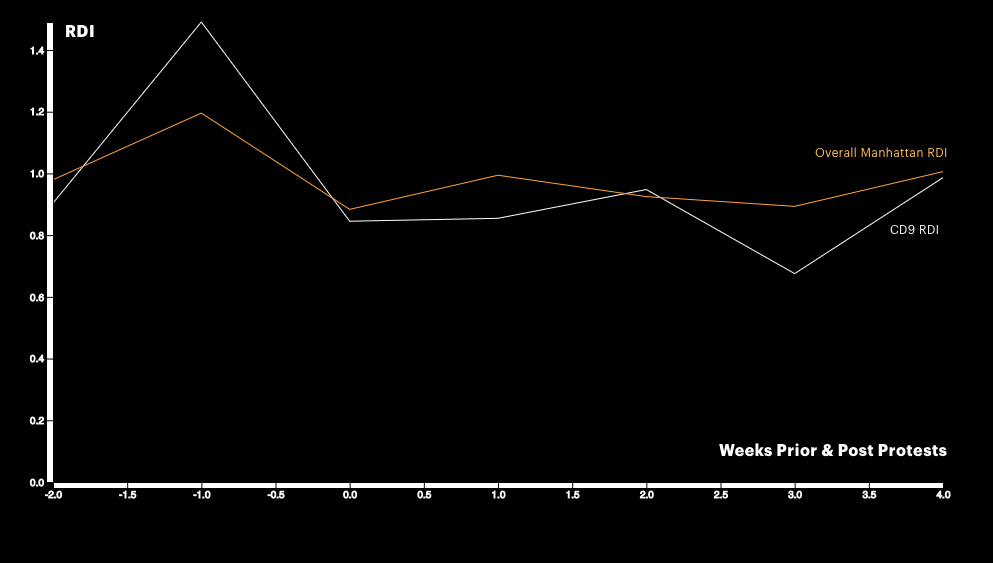 RDI
1.4
1.2
1.0
0.8
0.6
0.4
0.2
0.0
Overall Manhattan RDI
CD9 RDI
Weeks Prior & Post Protests
-2.0 -1.5 -1.0 -0.5 0.0 0.5 1.0 1.5 2.0 2.5 3.0 3.5 4.0